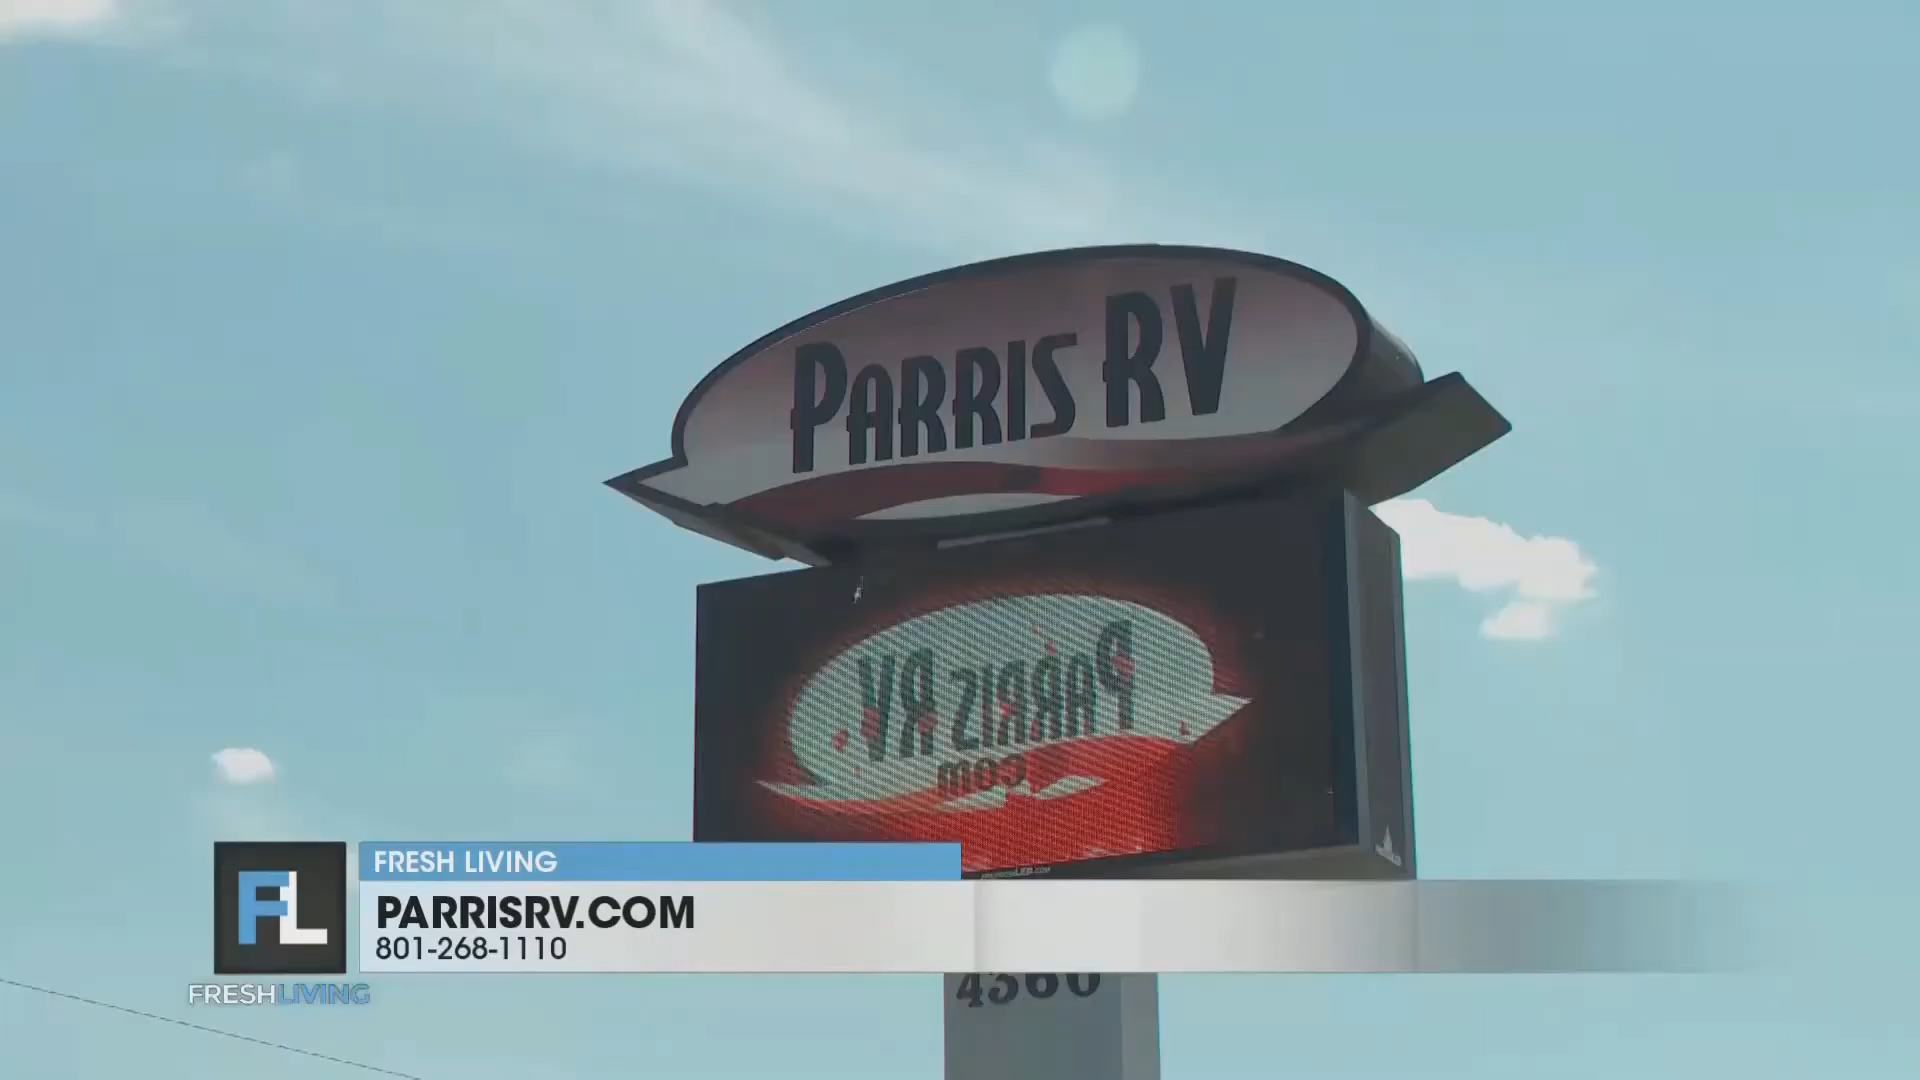 PARRIS RV
PARRIS RV
COM
FL
FRESH LIVING
PARRISRV.COM
801-268-1110
FRESHLIVING
4360